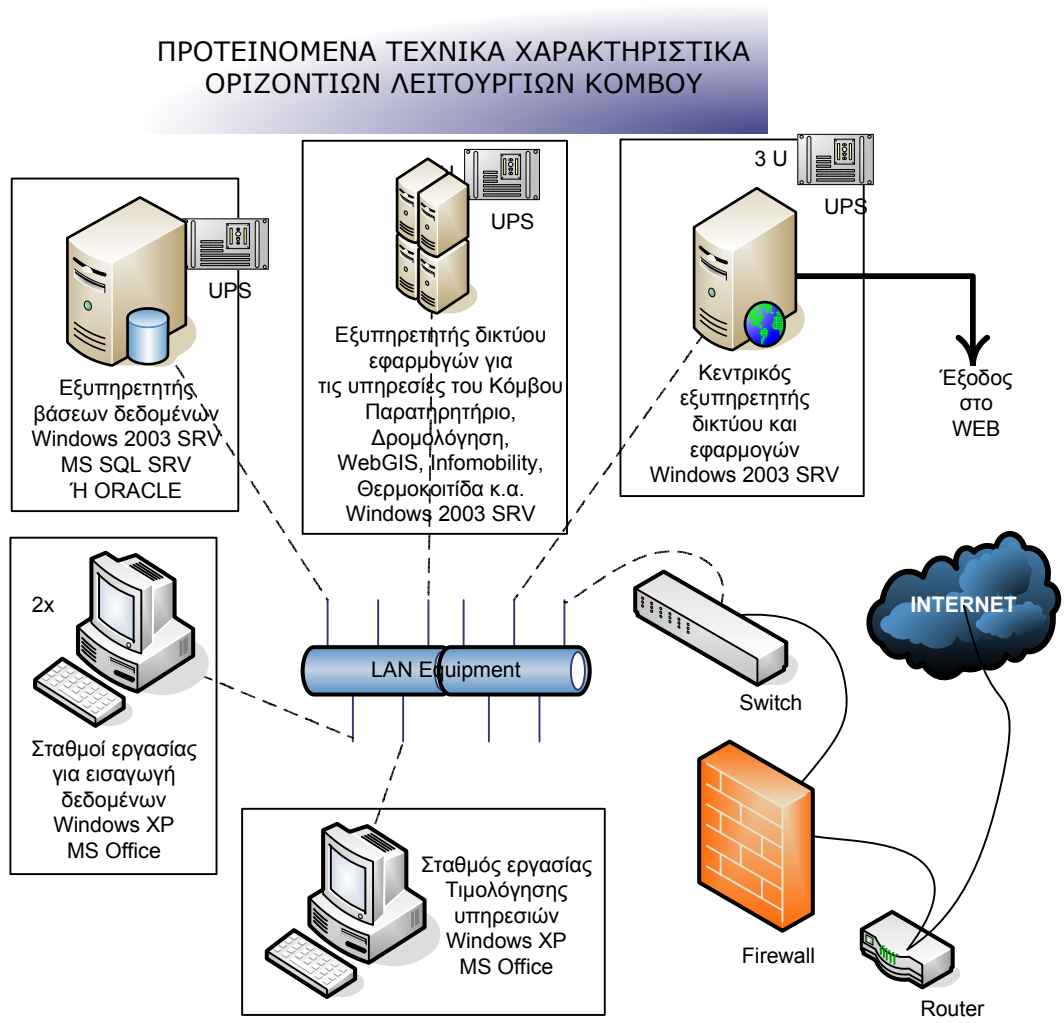 ΠΡΟΤΕΙΝΟΜΕΝΑ ΤΕΧΝΙΚΑ ΧΑΡΑΚΤΗΡΙΣΤΙΚΑ
ΟΡΙΖΟΝΤΙΩΝ ΛΕΙΤΟΥΡΓΙΩΝ ΚΟΜΒΟΥ
UPS
Εξυπηρετητής
βάσεων δεδομένων
Windows 2003 SRV
MS SQL SRV
Ή ORACLE
UPS
Εξυπηρετητής δικτύου
εφαρμογών για
τις υπηρεσίες του Κόμβου
Παρατηρητήριο,
Δρομολόγηση,
WebGIS, Infomobility,
Θερμοκοιτίδα κ.α.
Windows 2003 SRV
3 U
UPS
Κεντρικός
εξυπηρετητής
δικτύου και
εφαρμογών
Windows 2003 SRV
Έξοδος
στο
WEB
2x
Σταθμοί εργασίας
για εισαγωγή
δεδομένων
Windows XP
MS Office
LAN Equipment
Switch
INTERNET
Σταθμός εργασίας
Τιμολόγησης
υπηρεσιών
Windows XP
MS Office
Firewall
Router